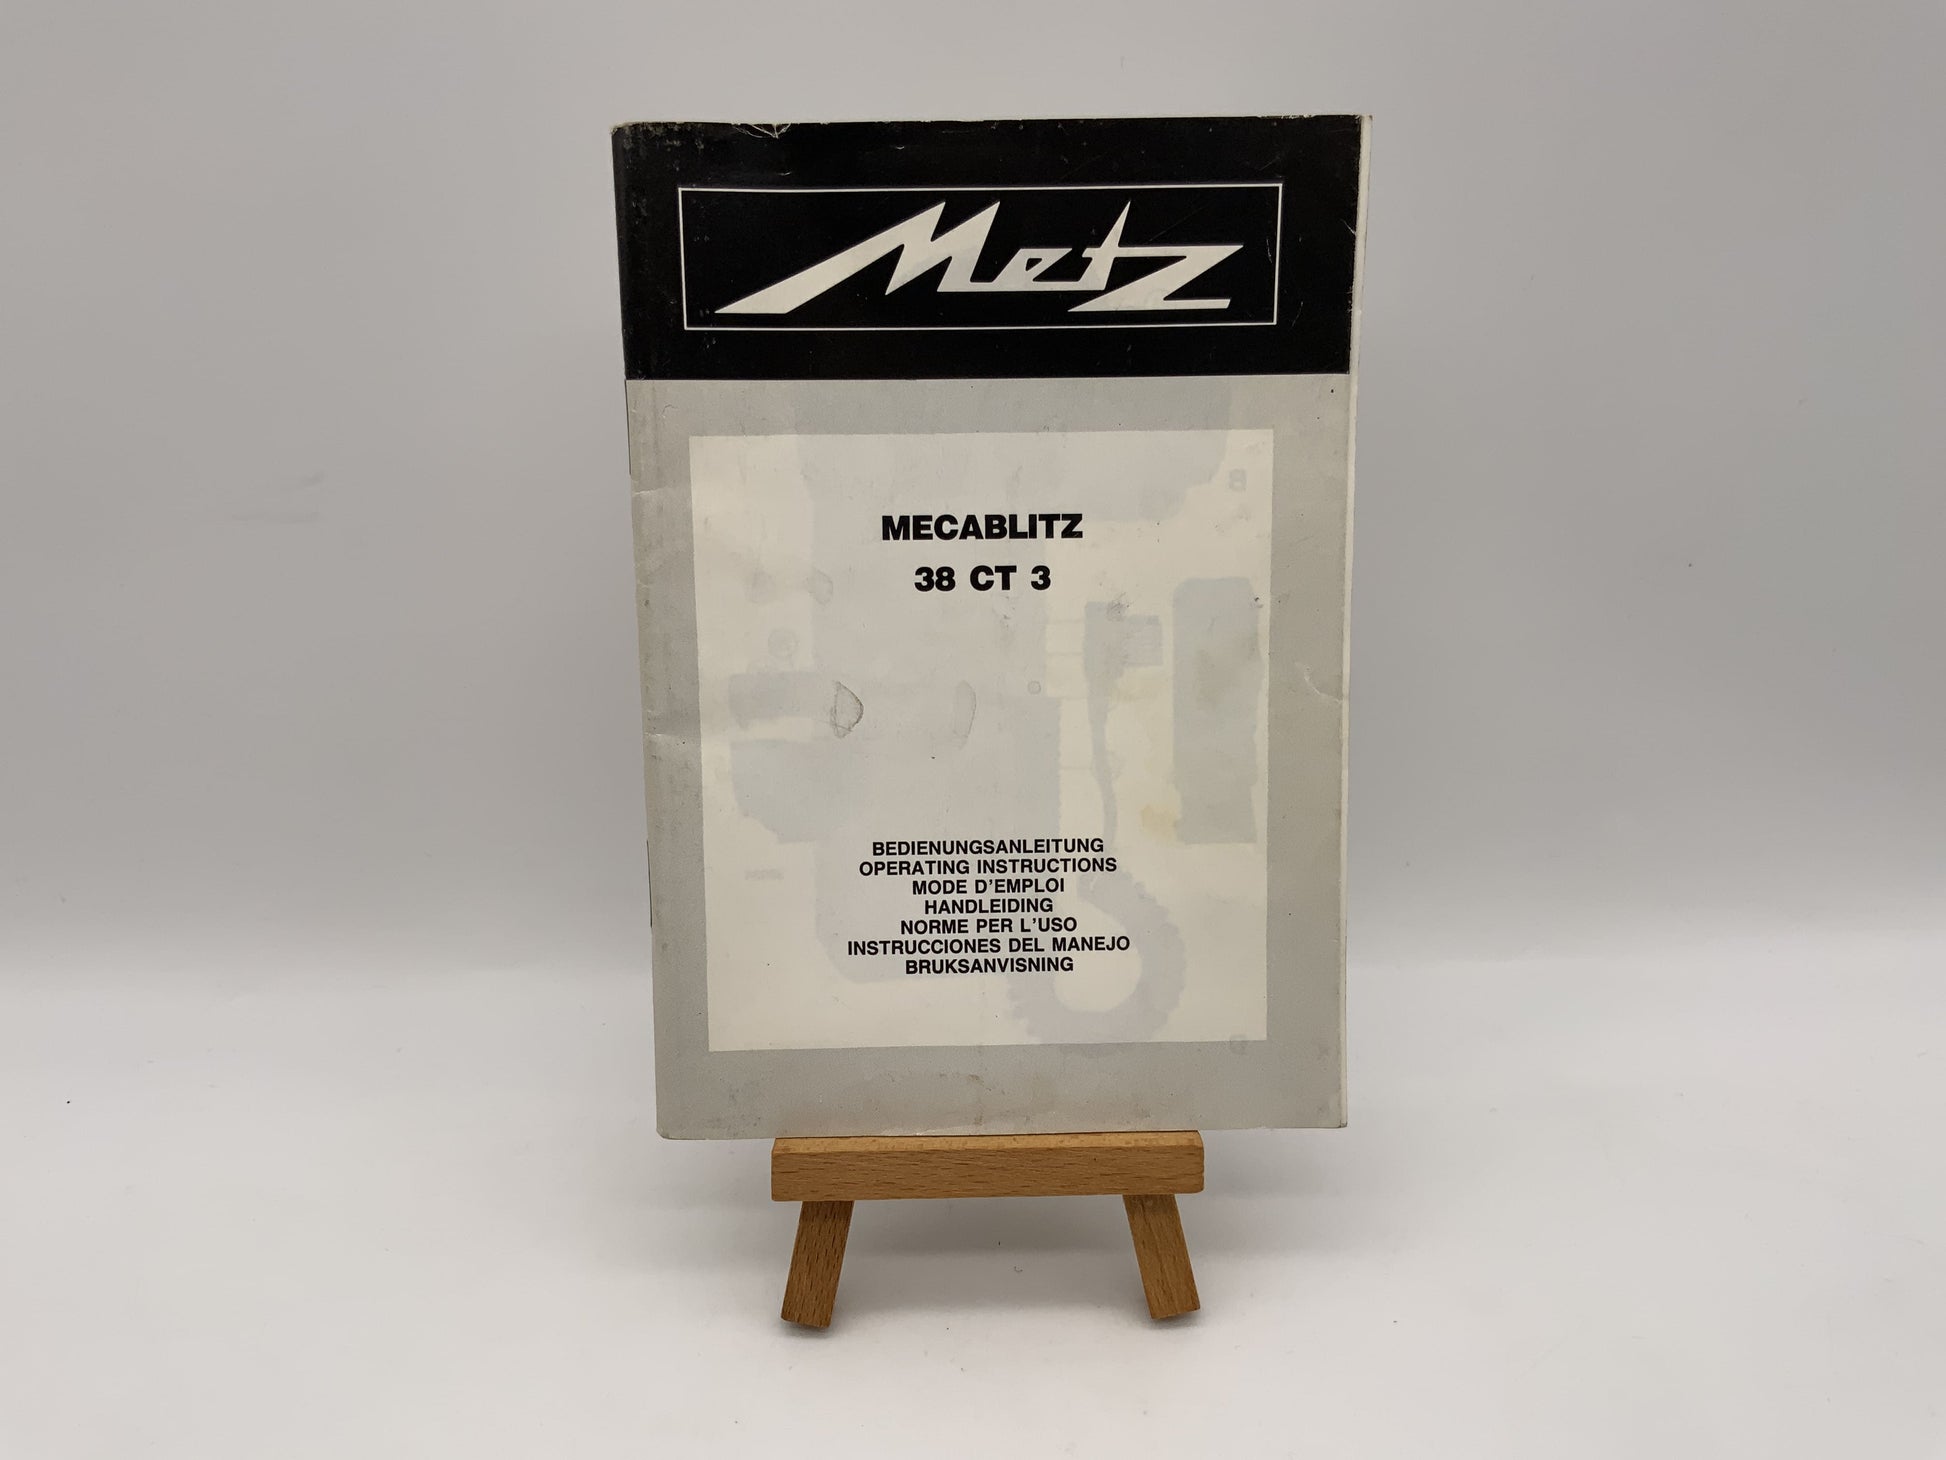 Metz
MECABLITZ
38 CT 3
BEDIENUNGSANLEITUNG
OPERATING INSTRUCTIONS
MODE D'EMPLOI
HANDLEIDING
NORME PER L'USO
INSTRUCCIONES DEL MANEJO
BRUKSANVISNING